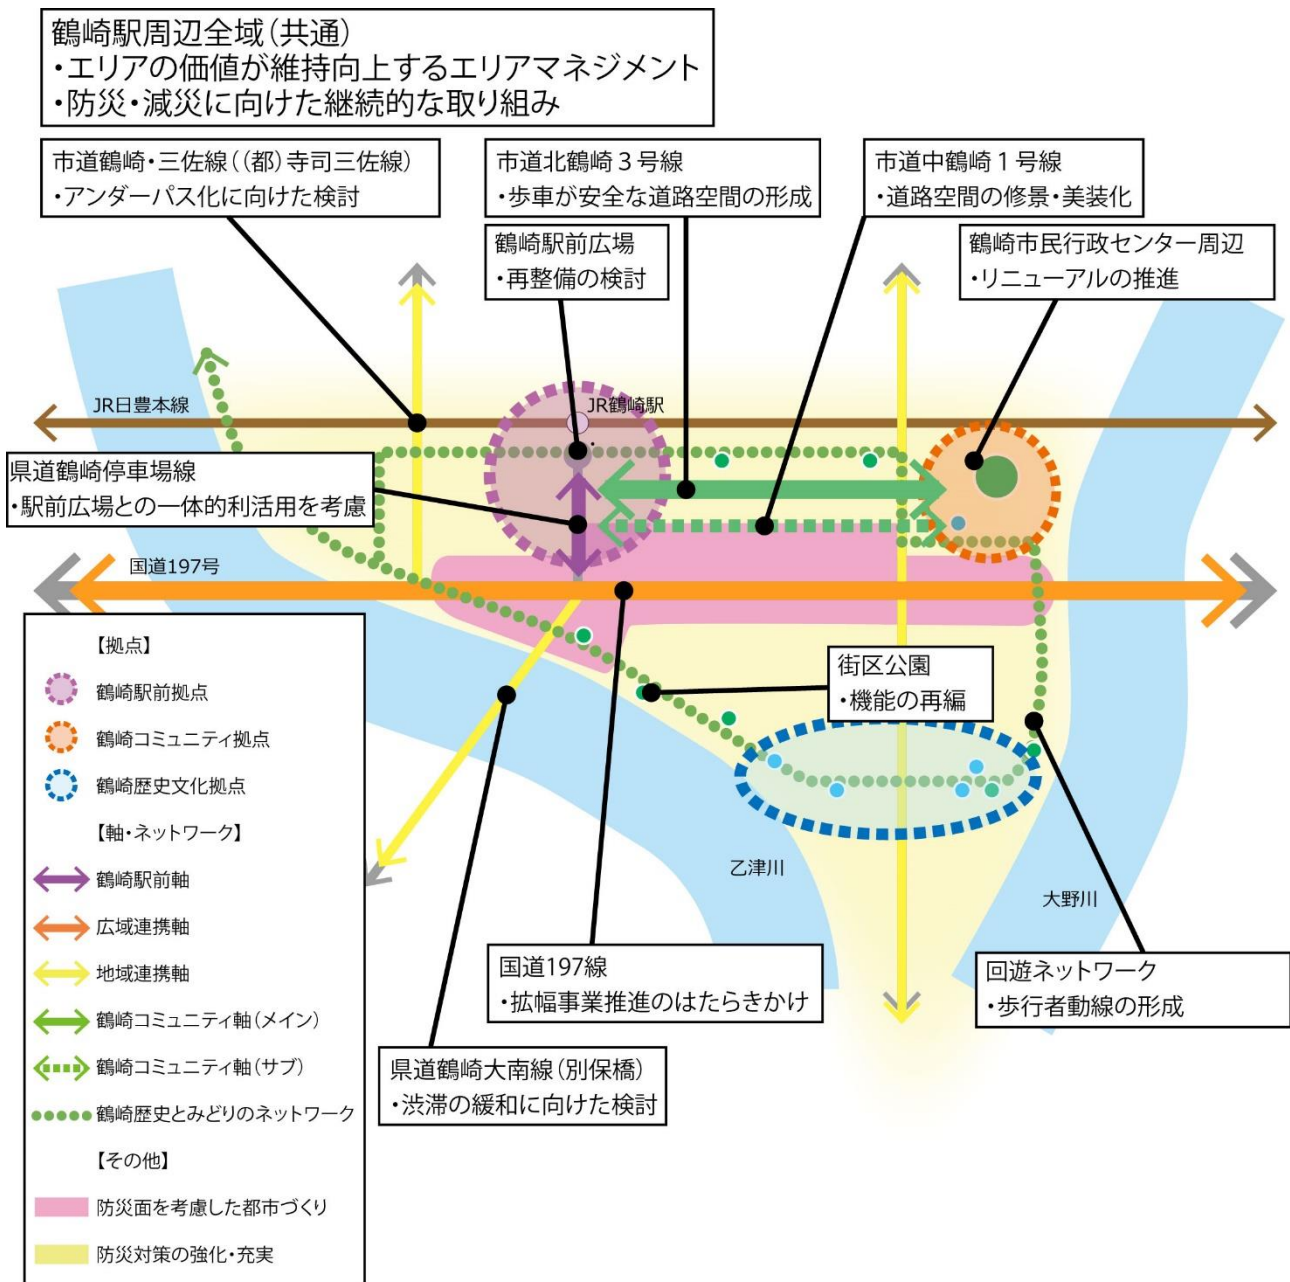 鶴崎駅周辺全域(共通)
・エリアの価値が維持向上するエリアマネジメント
・防災・減災に向けた継続的な取り組み
市道鶴崎・三佐線((都)寺司三佐線)
・アンダーパス化に向けた検討
市道北鶴崎3号線
・歩車が安全な道路空間の形成
市道中鶴崎1号線
・道路空間の修景・美装化
鶴崎駅前広場
・再整備の検討
鶴崎市民行政センター周辺
・リニューアルの推進
JR日豊本線
JR鶴崎駅
県道鶴崎停車場線
・駅前広場との一体的利活用を考慮
国道197号
街区公園
・機能の再編
乙津川
大野川
国道197線
・拡幅事業推進のはたらきかけ
回遊ネットワーク
・歩行者動線の形成
県道鶴崎大南線(別保橋)
・渋滞の緩和に向けた検討
【拠点】
鶴崎駅前拠点
鶴崎コミュニティ拠点
鶴崎歴史文化拠点
【軸・ネットワーク】
鶴崎駅前軸
広域連携軸
地域連携軸
鶴崎コミュニティ軸(メイン)
鶴崎コミュニティ軸(サブ)
鶴崎歴史とみどりのネットワーク
【その他】
防災面を考慮した都市づくり
防災対策の強化・充実